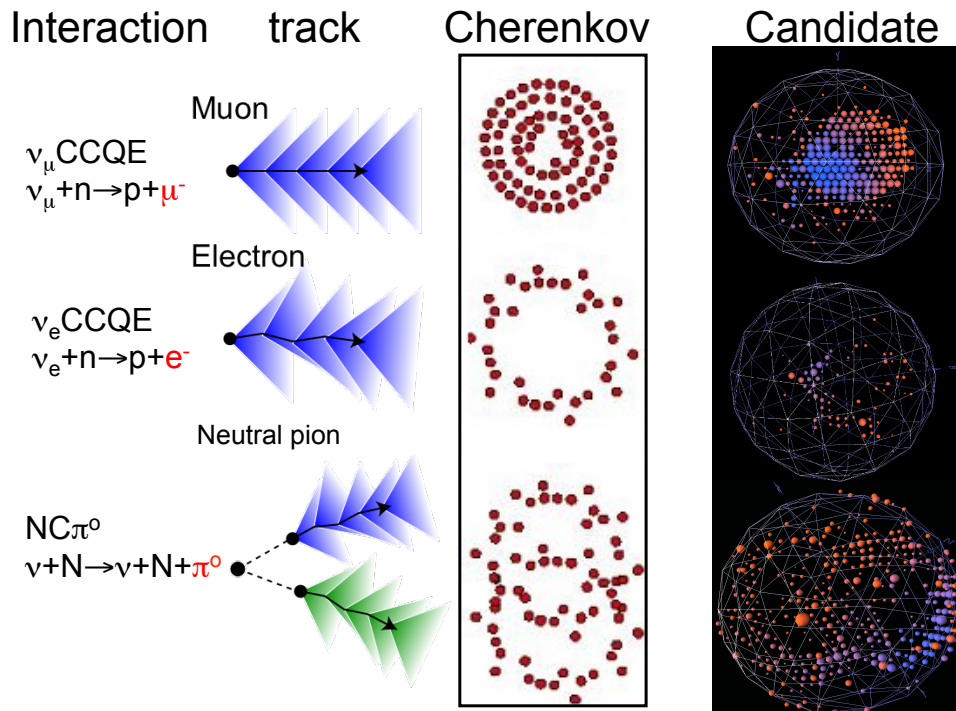 Interaction track Cherenkov Candidate
Muon
νμCCQE
νμ+n→p+μ-
Electron
νeCCQE
νe+n→p+e-
Neutral pion
NCπo
ν+N→ν+N+πo